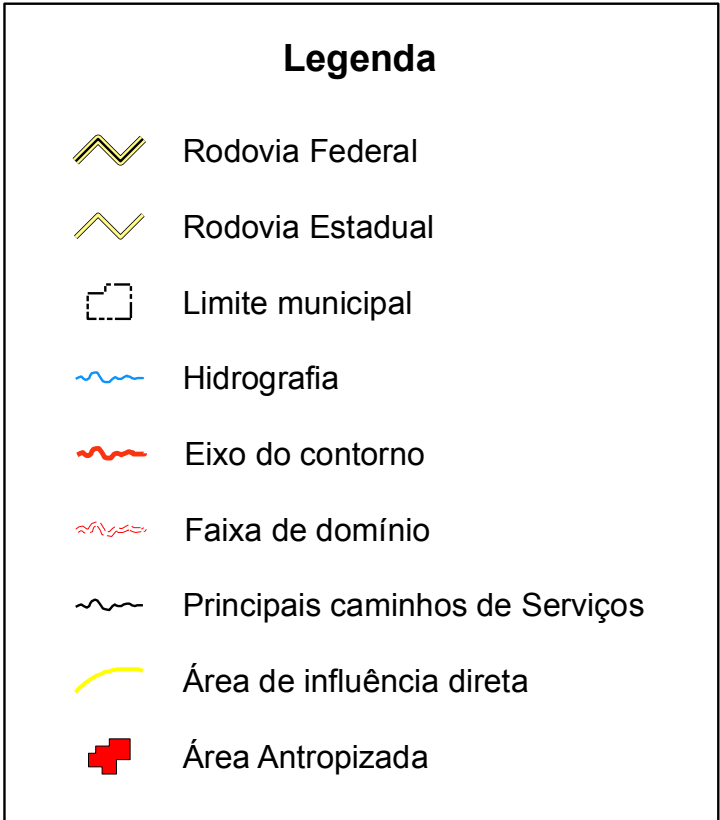 Legenda
Rodovia Federal
Rodovia Estadual
Limite municipal
Hidrografia
Eixo do contorno
Faixa de domínio
Principais caminhos de Serviços
Área de influência direta
Área Antropizada